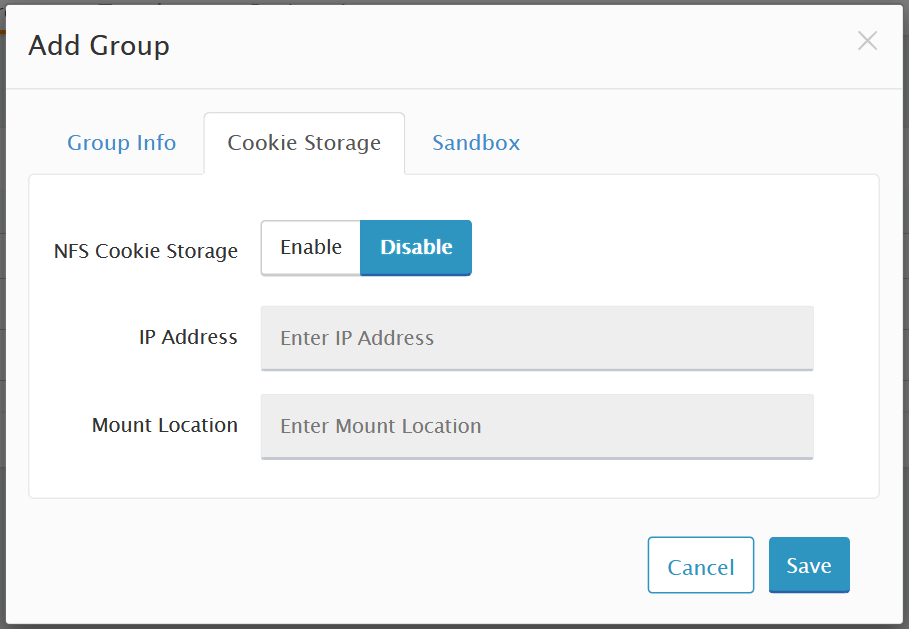 Add Group
Group Info Cookie Storage Sandbox
NFS Cookie Storage Enable Disable
IP Address Enter IP Address
Mount Location Enter Mount Location
Cancel Save